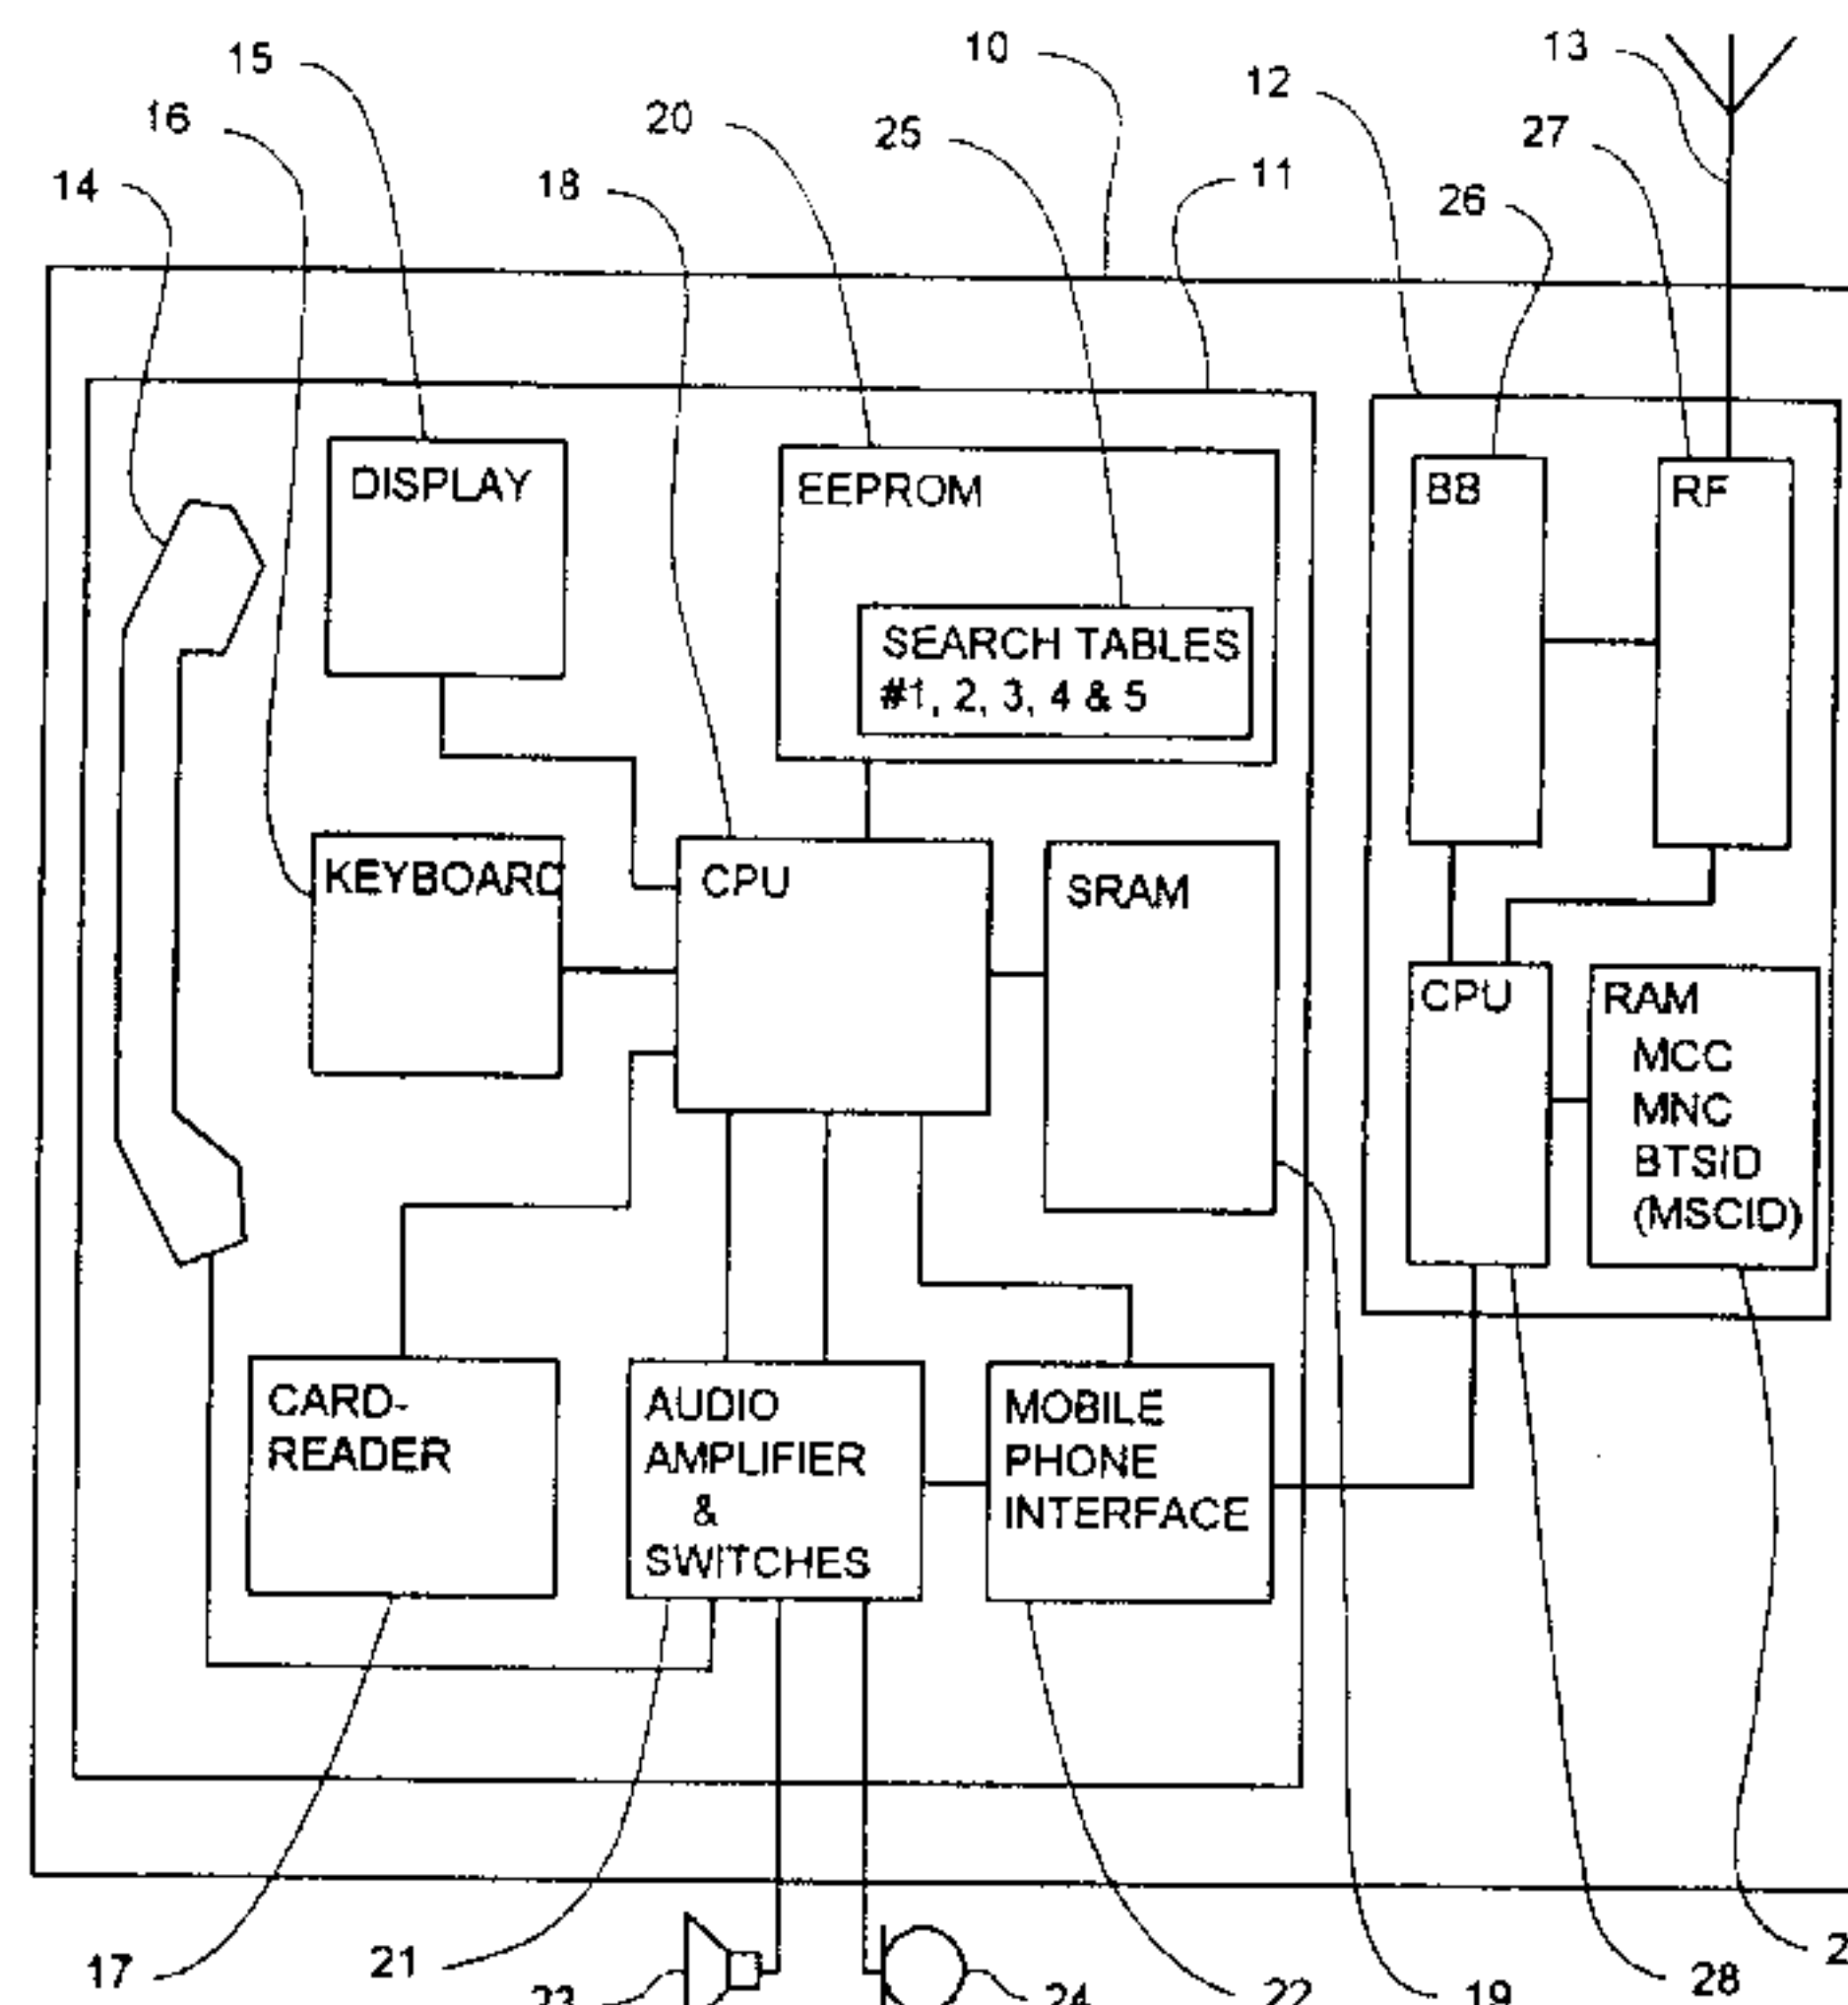 15
10
13
12
16
20
25
27
14
18
11
26
DISPLAY
EEPROM
BB
RF
SEARCH TABLES
#1, 2, 3, 4 & 5
KEYBOARD
CPU
SRAM
CPU
RAM
MCC
MNC
BTSID
(MSCID)
CARD-
READER
AUDIO
AMPLIFIER
&
SWITCHES
MOBILE
PHONE
INTERFACE
17
21
23
24
22
19
28
2